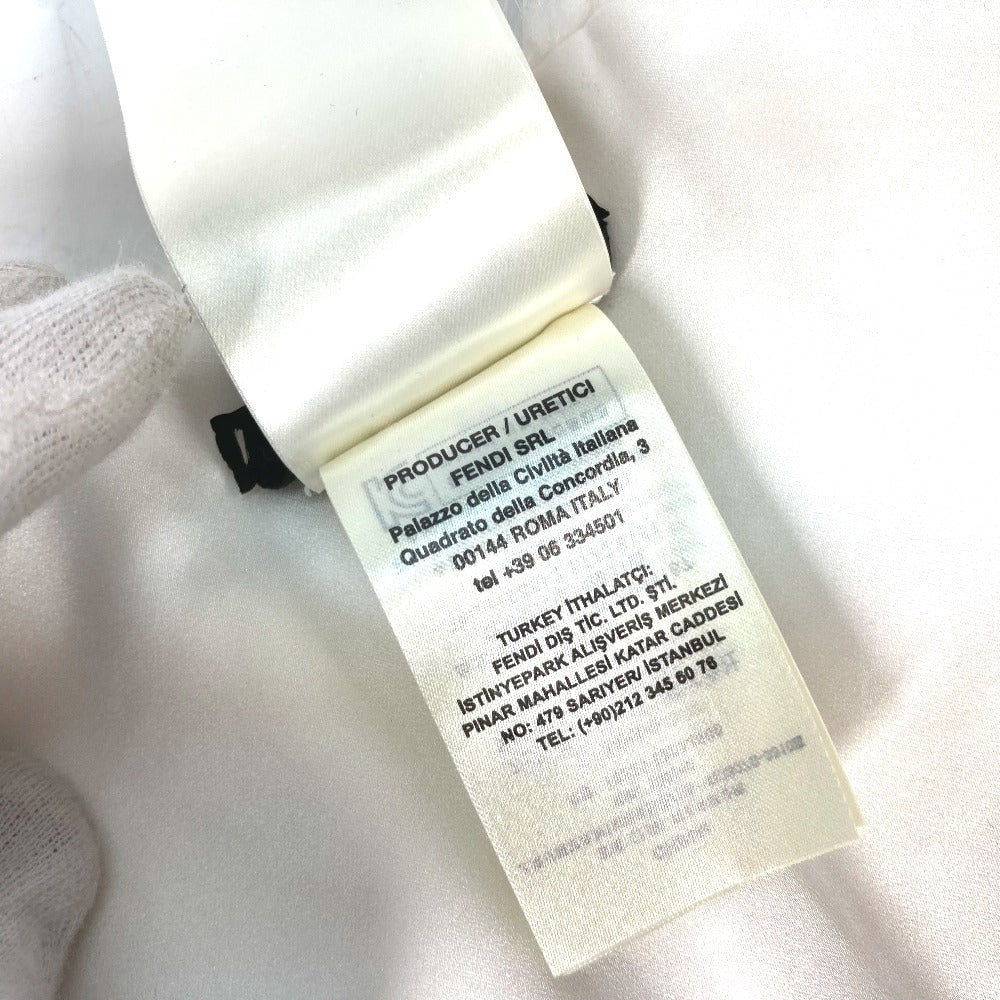 PRODUCER / URETICI
FENDI SRL
Palazzo della Civiltà Italiana
Quadrato della Concordia, 3
00144 ROMA ITALY
tel +39 06 334501
TURKEY İTHALATÇI:
FENDİ DIŞ TİC. LTD. ŞTİ.
İSTİNYEPARK ALIŞVERİŞ MERKEZİ
PINAR MAHALLESİ KATAR CADDESİ
NO: 479 SARIYER/ İSTANBUL
TEL: (+90)212 345 60 76